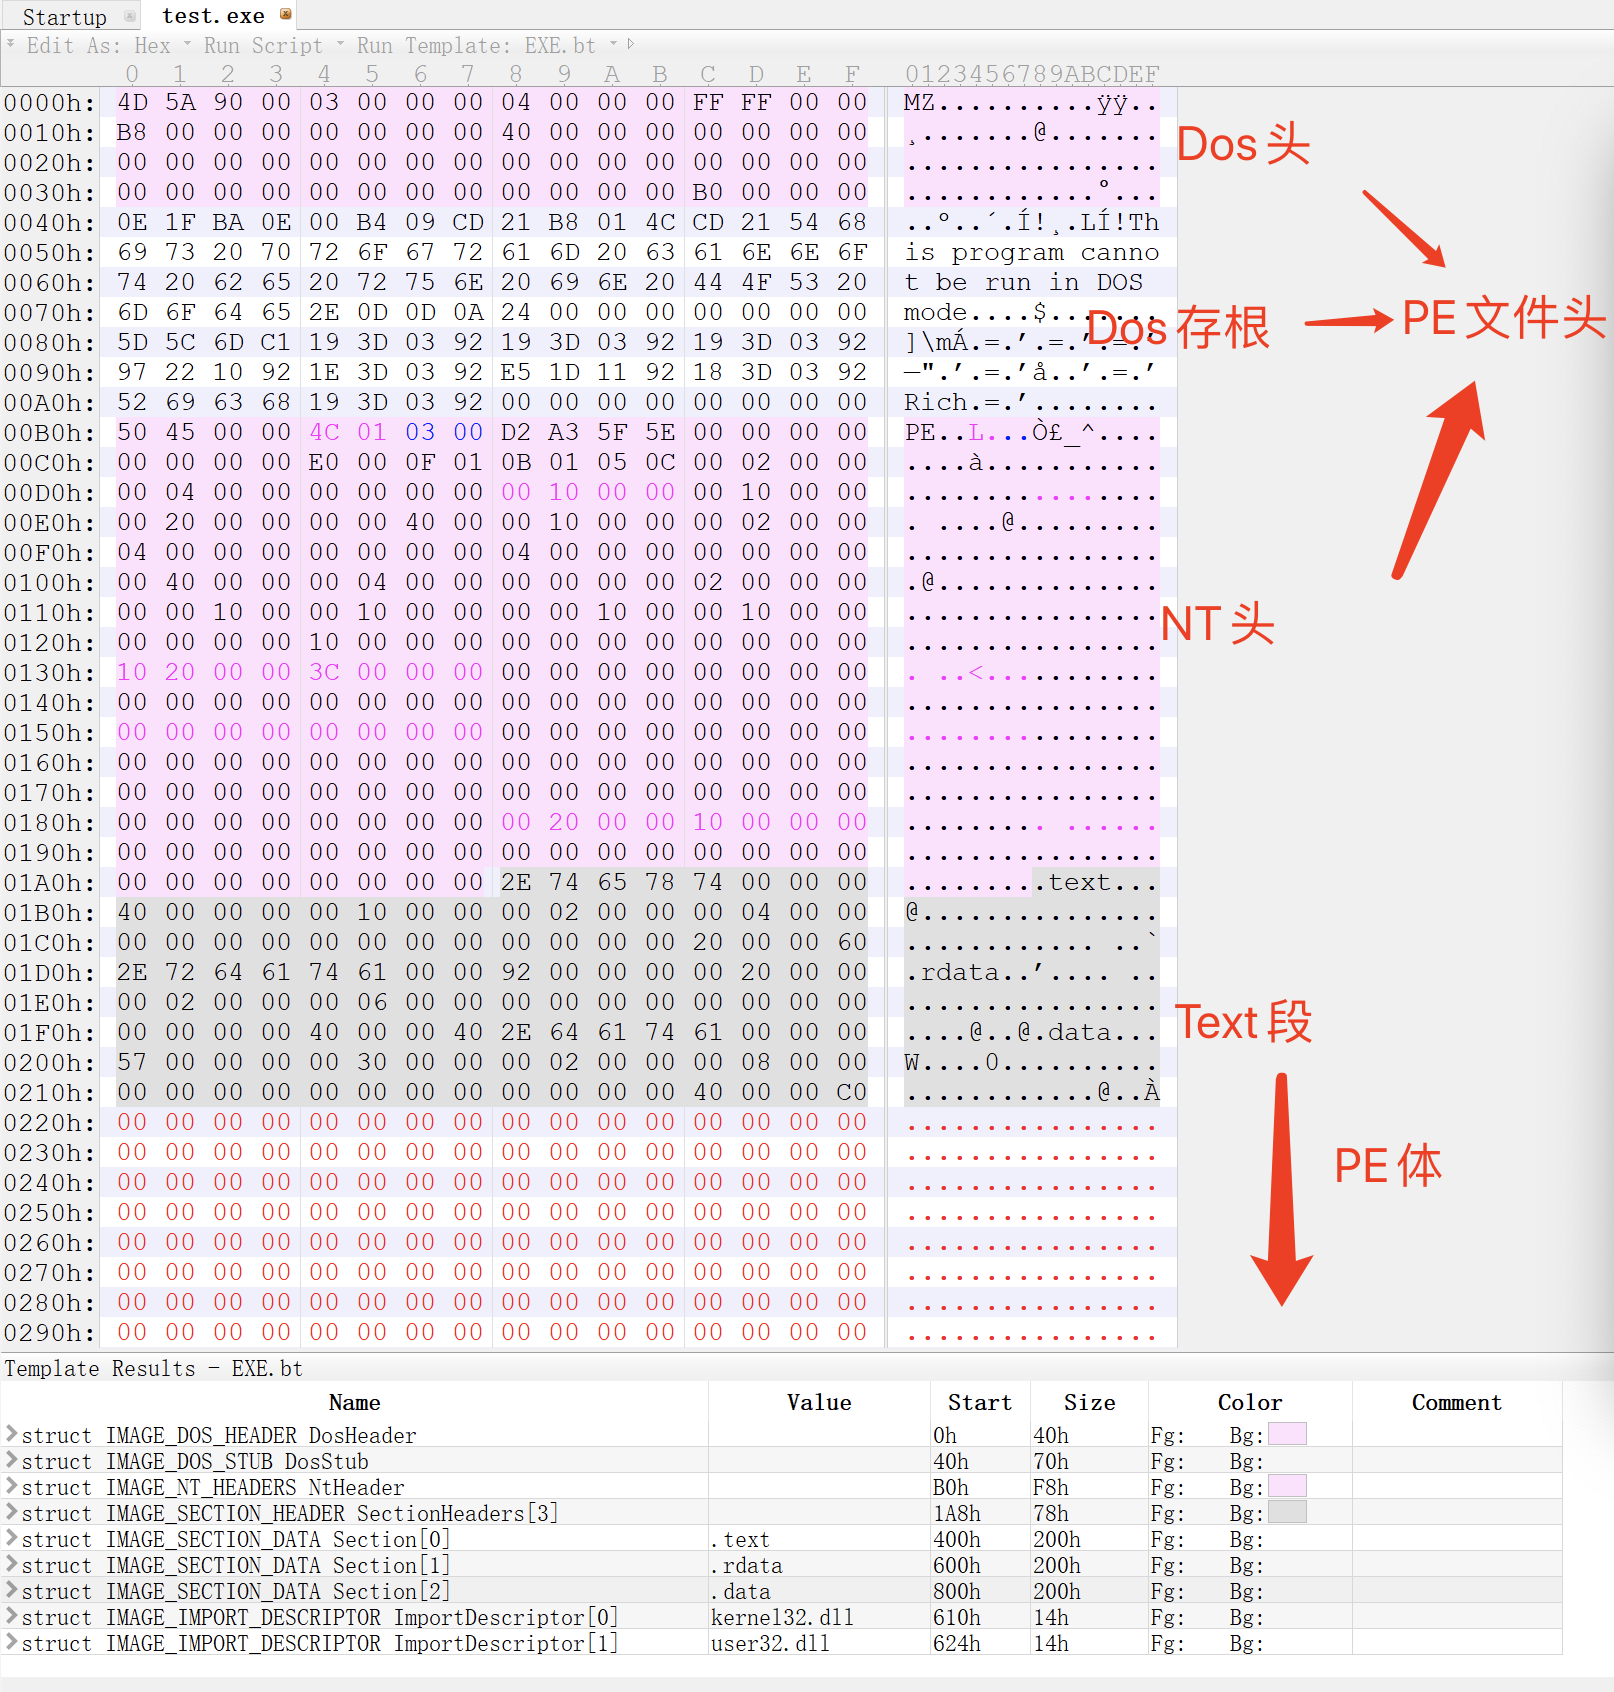 Startup test.exe
Edit As: Hex Run Script Run Template: EXE.bt
0 1 2 3 4 5 6 7 8 9 A B C D E F 0123456789ABCDEF
0000h: 4D 5A 90 00 03 00 00 00 04 00 00 00 FF FF 00 00 MZ..........ÿÿ..
0010h: B8 00 00 00 00 00 00 00 40 00 00 00 00 00 00 00 ¸.......@.......
Dos头
0020h: 00 00 00 00 00 00 00 00 00 00 00 00 00 00 00 00 ................
0030h: 00 00 00 00 00 00 00 00 00 00 00 00 B0 00 00 00 ............°...
0040h: 0E 1F BA 0E 00 B4 09 CD 21 B8 01 4C CD 21 54 68 ..º..´.Í!¸.LÍ!Th
0050h: 69 73 20 70 72 6F 67 72 61 6D 20 63 61 6E 6E 6F is program canno
0060h: 74 20 62 65 20 72 75 6E 20 69 6E 20 44 4F 53 20 t be run in DOS
0070h: 6D 6F 64 65 2E 0D 0D 0A 24 00 00 00 00 00 00 00 mode....$.......
Dos存根 PE文件头
0080h: 5D 5C 6D C1 19 3D 03 92 19 3D 03 92 19 3D 03 92 ]\mÁ.=.’.=.’.=.’
0090h: 97 22 10 92 1E 3D 03 92 E5 1D 11 92 18 3D 03 92 —".’.=.’å..’.=.’
00A0h: 52 69 63 68 19 3D 03 92 00 00 00 00 00 00 00 00 Rich.=.’........
00B0h: 50 45 00 00 4C 01 03 00 D2 A3 5F 5E 00 00 00 00 PE..L...Ò£_^....
00C0h: 00 00 00 00 E0 00 0F 01 0B 01 05 0C 00 02 00 00 ....à...........
00D0h: 00 04 00 00 00 00 00 00 00 10 00 00 00 10 00 00 ................
00E0h: 00 20 00 00 00 00 40 00 00 10 00 00 00 02 00 00 . ....@.........
00F0h: 04 00 00 00 00 00 00 00 04 00 00 00 00 00 00 00 ................
0100h: 00 40 00 00 00 04 00 00 00 00 00 00 02 00 00 00 .@..............
0110h: 00 00 10 00 00 10 00 00 00 00 10 00 00 10 00 00 ................
NT头
0120h: 00 00 00 00 10 00 00 00 00 00 00 00 00 00 00 00 ................
0130h: 10 20 00 00 3C 00 00 00 00 00 00 00 00 00 00 00 . ..<...........
0140h: 00 00 00 00 00 00 00 00 00 00 00 00 00 00 00 00 ................
0150h: 00 00 00 00 00 00 00 00 00 00 00 00 00 00 00 00 ................
0160h: 00 00 00 00 00 00 00 00 00 00 00 00 00 00 00 00 ................
0170h: 00 00 00 00 00 00 00 00 00 00 00 00 00 00 00 00 ................
0180h: 00 00 00 00 00 00 00 00 00 20 00 00 10 00 00 00 ......... ......
0190h: 00 00 00 00 00 00 00 00 00 00 00 00 00 00 00 00 ................
01A0h: 00 00 00 00 00 00 00 00 2E 74 65 78 74 00 00 00 .........text...
01B0h: 40 00 00 00 00 10 00 00 00 02 00 00 00 04 00 00 @...............
01C0h: 00 00 00 00 00 00 00 00 00 00 00 00 20 00 00 60 ............ ..`
01D0h: 2E 72 64 61 74 61 00 00 92 00 00 00 00 20 00 00 .rdata..’.... ..
01E0h: 00 02 00 00 00 06 00 00 00 00 00 00 00 00 00 00 ................
01F0h: 00 00 00 00 40 00 00 40 2E 64 61 74 61 00 00 00 ....@..@.data...
Text段
0200h: 57 00 00 00 00 30 00 00 00 02 00 00 00 08 00 00 W....0..........
0210h: 00 00 00 00 00 00 00 00 00 00 00 00 40 00 00 C0 ............@..À
0220h: 00 00 00 00 00 00 00 00 00 00 00 00 00 00 00 00 ................
0230h: 00 00 00 00 00 00 00 00 00 00 00 00 00 00 00 00 ................
PE体
0240h: 00 00 00 00 00 00 00 00 00 00 00 00 00 00 00 00 ................
0250h: 00 00 00 00 00 00 00 00 00 00 00 00 00 00 00 00 ................
0260h: 00 00 00 00 00 00 00 00 00 00 00 00 00 00 00 00 ................
0270h: 00 00 00 00 00 00 00 00 00 00 00 00 00 00 00 00 ................
0280h: 00 00 00 00 00 00 00 00 00 00 00 00 00 00 00 00 ................
0290h: 00 00 00 00 00 00 00 00 00 00 00 00 00 00 00 00 ................
Template Results - EXE.bt
Name Value Start Size Color Comment
struct IMAGE_DOS_HEADER DosHeader 0h 40h Fg: Bg:
struct IMAGE_DOS_STUB DosStub 40h 70h Fg: Bg:
struct IMAGE_NT_HEADERS NtHeader B0h F8h Fg: Bg:
struct IMAGE_SECTION_HEADER SectionHeaders[3] 1A8h 78h Fg: Bg:
struct IMAGE_SECTION_DATA Section[0] .text 400h 200h Fg: Bg:
struct IMAGE_SECTION_DATA Section[1] .rdata 600h 200h Fg: Bg:
struct IMAGE_SECTION_DATA Section[2] .data 800h 200h Fg: Bg:
struct IMAGE_IMPORT_DESCRIPTOR ImportDescriptor[0] kernel32.dll 610h 14h Fg: Bg:
struct IMAGE_IMPORT_DESCRIPTOR ImportDescriptor[1] user32.dll 624h 14h Fg: Bg: